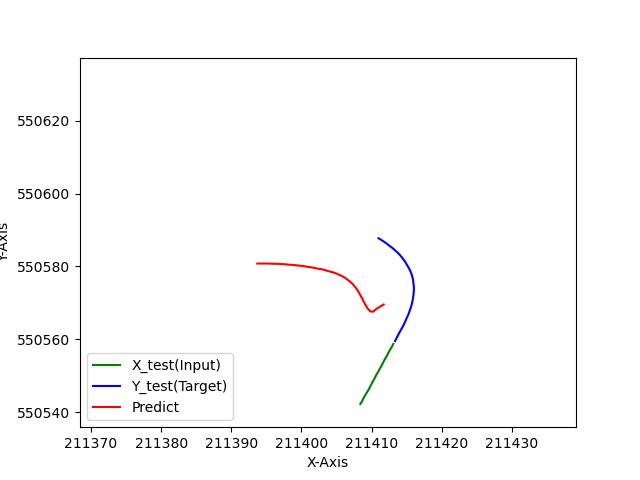 550620
550600
550580
550560
550540
Y-Axis
X_test(Input)
Y_test(Target)
Predict
211370 211380 211390 211400 211410 211420 211430
X-Axis